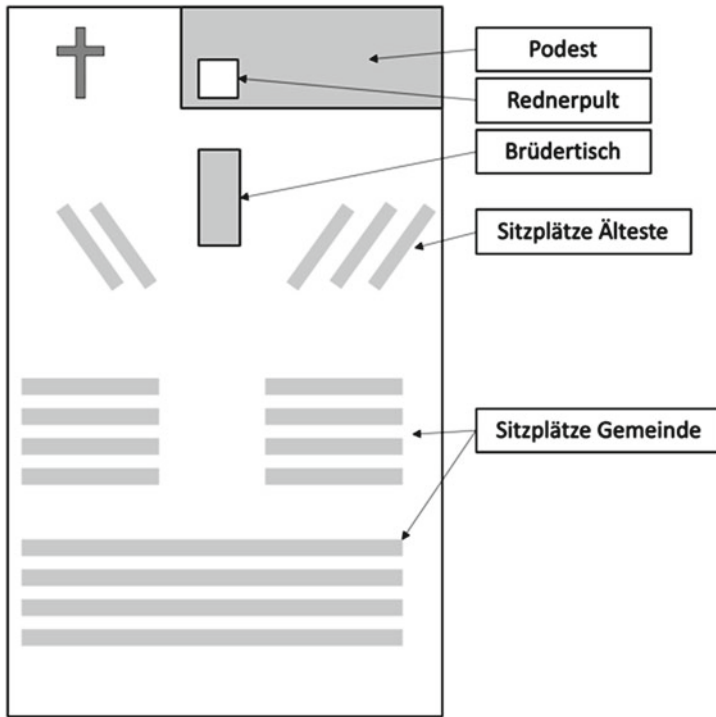 Podest
Rednerpult
Brüdertisch
Sitzplätze Älteste
Sitzplätze Gemeinde